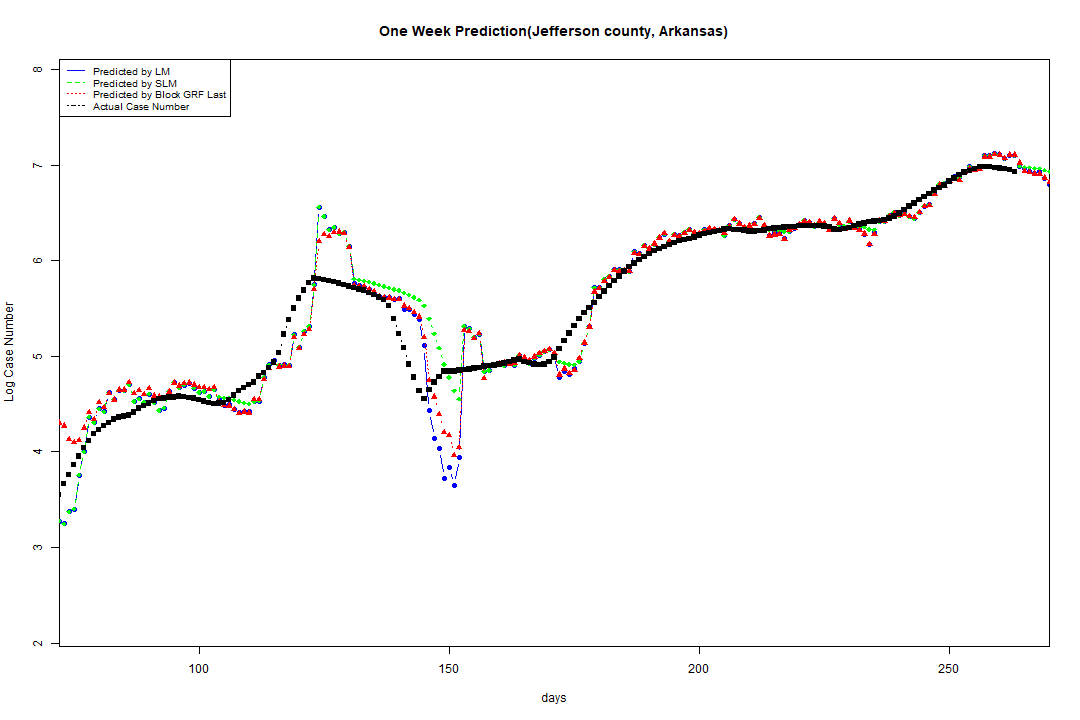 One Week Prediction(Jefferson county, Arkansas)
Predicted by LM
Predicted by SLM
Predicted by Block GRF Last
Actual Case Number
8
7
6
5
4
3
2
Log Case Number
100 150 200 250
days